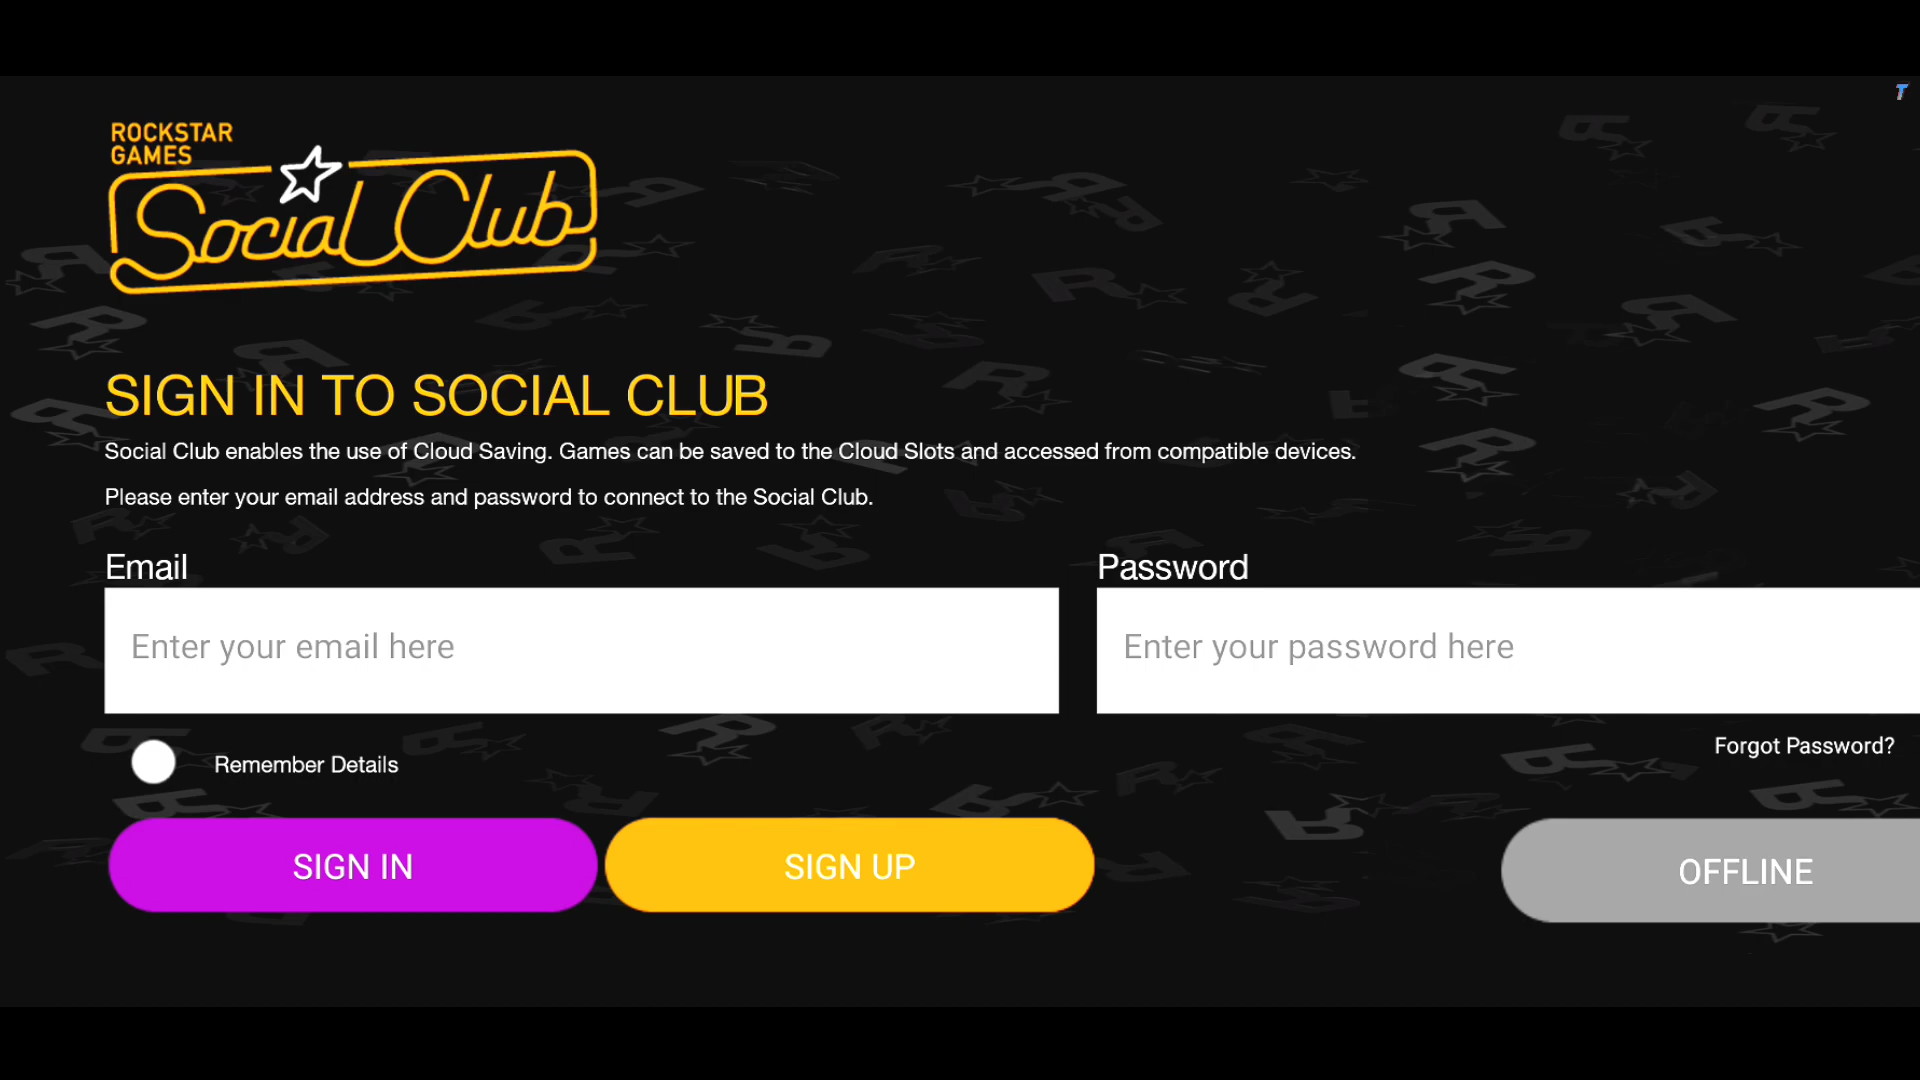 ROCKSTAR
GAMES
Social Club
T
SIGN IN TO SOCIAL CLUB
Social Club enables the use of Cloud Saving. Games can be saved to the Cloud Slots and accessed from compatible devices.
Please enter your email address and password to connect to the Social Club.
Email
Password
Enter your email here
Enter your password here
Forgot Password?
Remember Details
SIGN IN
SIGN UP
OFFLINE